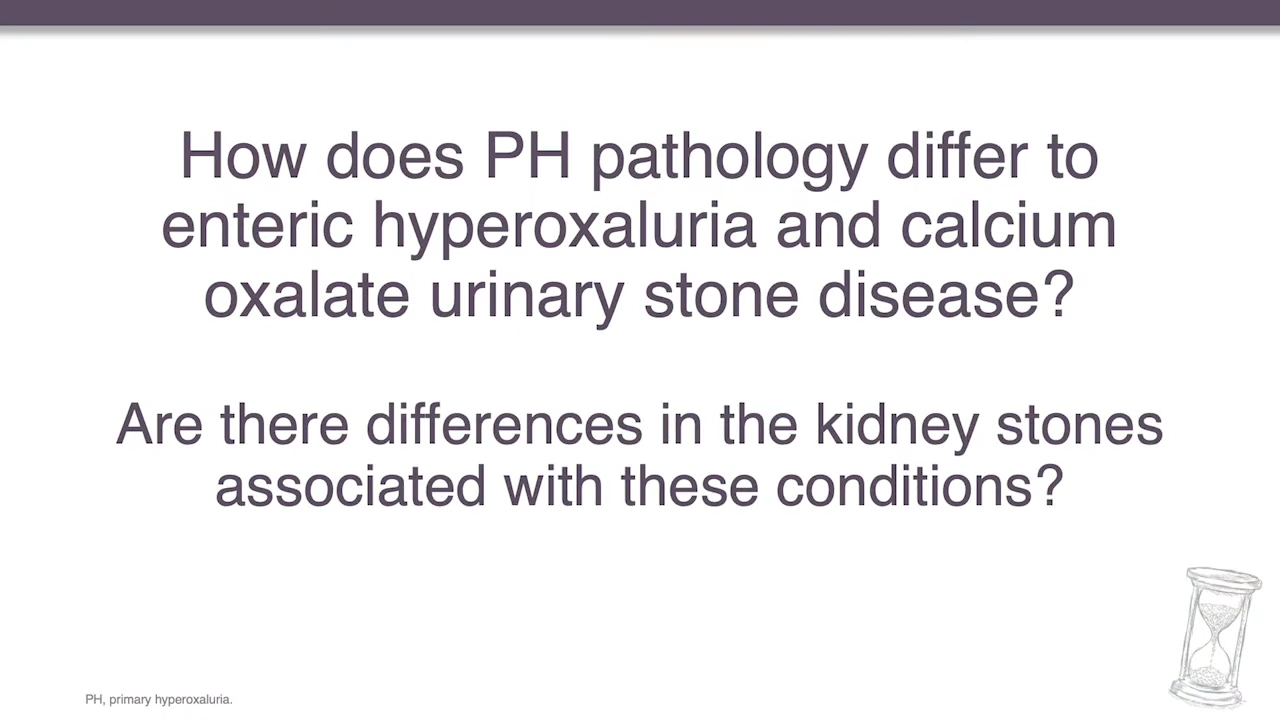 How does PH pathology differ to
enteric hyperoxaluria and calcium
oxalate urinary stone disease?
Are there differences in the kidney stones
associated with these conditions?
PH, primary hyperoxaluria.